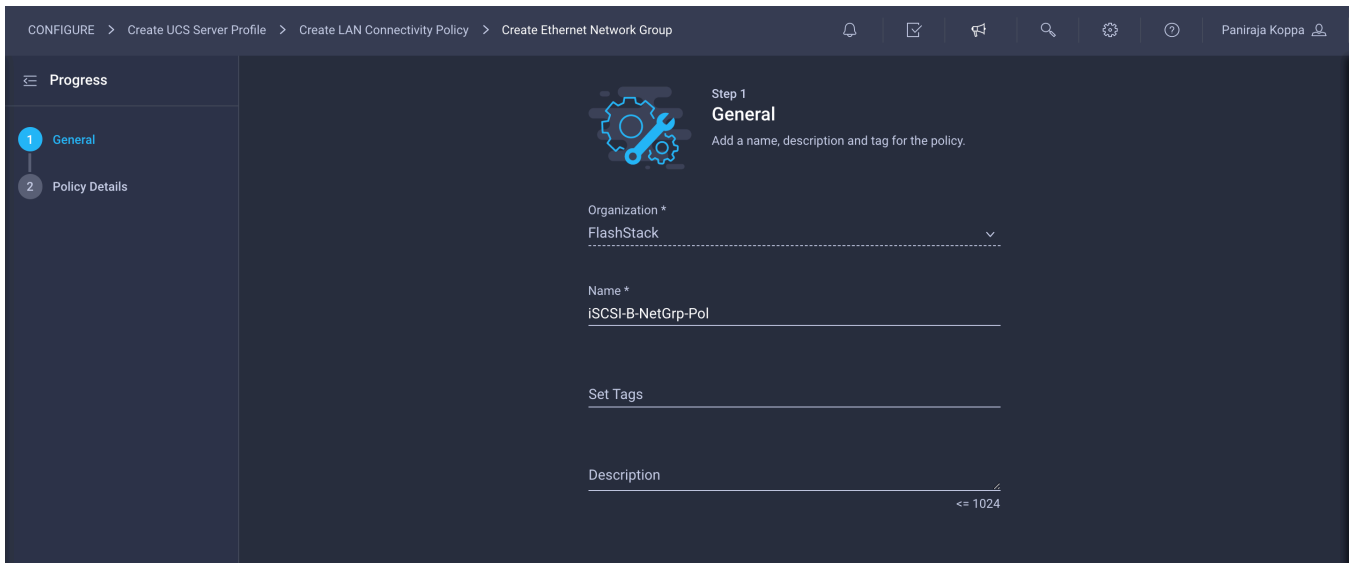 CONFIGURE > Create UCS Server Profile > Create LAN Connectivity Policy > Create Ethernet Network Group Paniraja Koppa
Progress
1 General
2 Policy Details
Step 1
General
Add a name, description and tag for the policy.
Organization *
FlashStack
Name *
iSCSI-B-NetGrp-Pol
Set Tags
Description
<= 1024